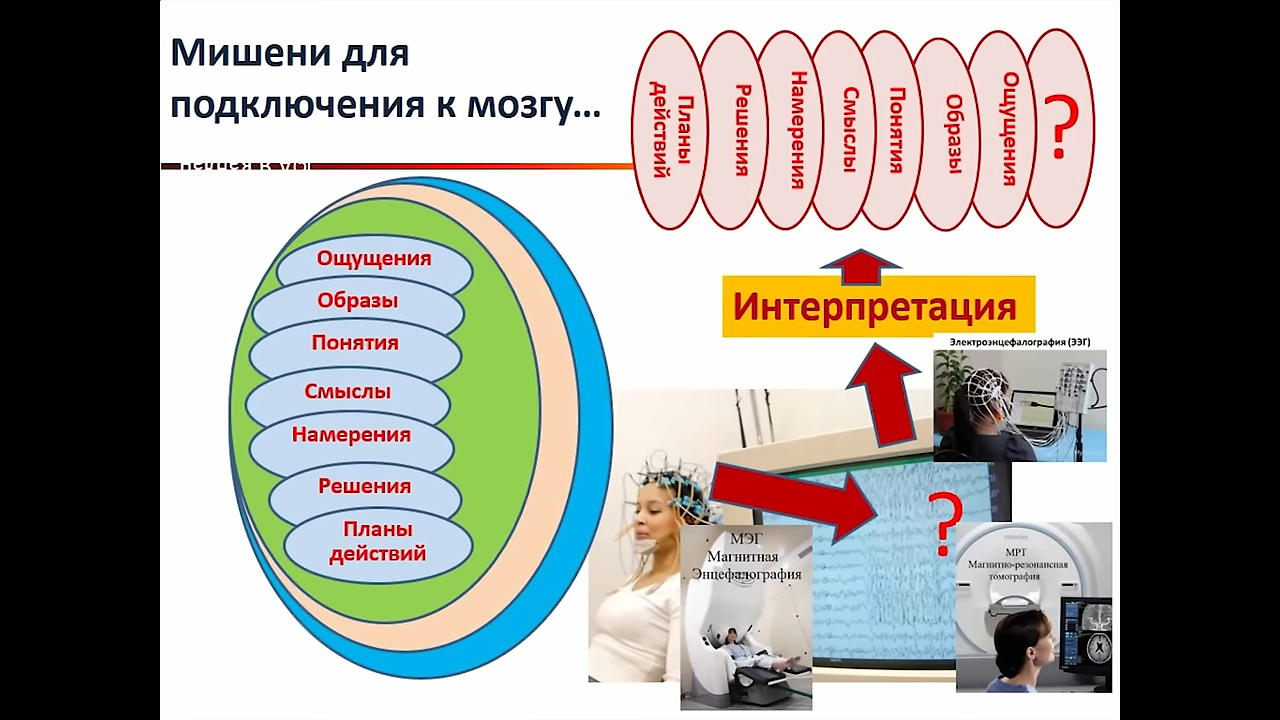 Мишени для
подключения к мозгу...
Ощущения
Образы
Понятия
Смыслы
Намерения
Решения
Планы
действий
Планы
действий
Решения
Намерения
Смыслы
Понятия
Образы
Ощущения
?
Интерпретация
Электроэнцефалография (ЭЭГ)
?
МЭГ
Магнитная
Энцефалография
МРТ
Магнитно-резонансная
томография